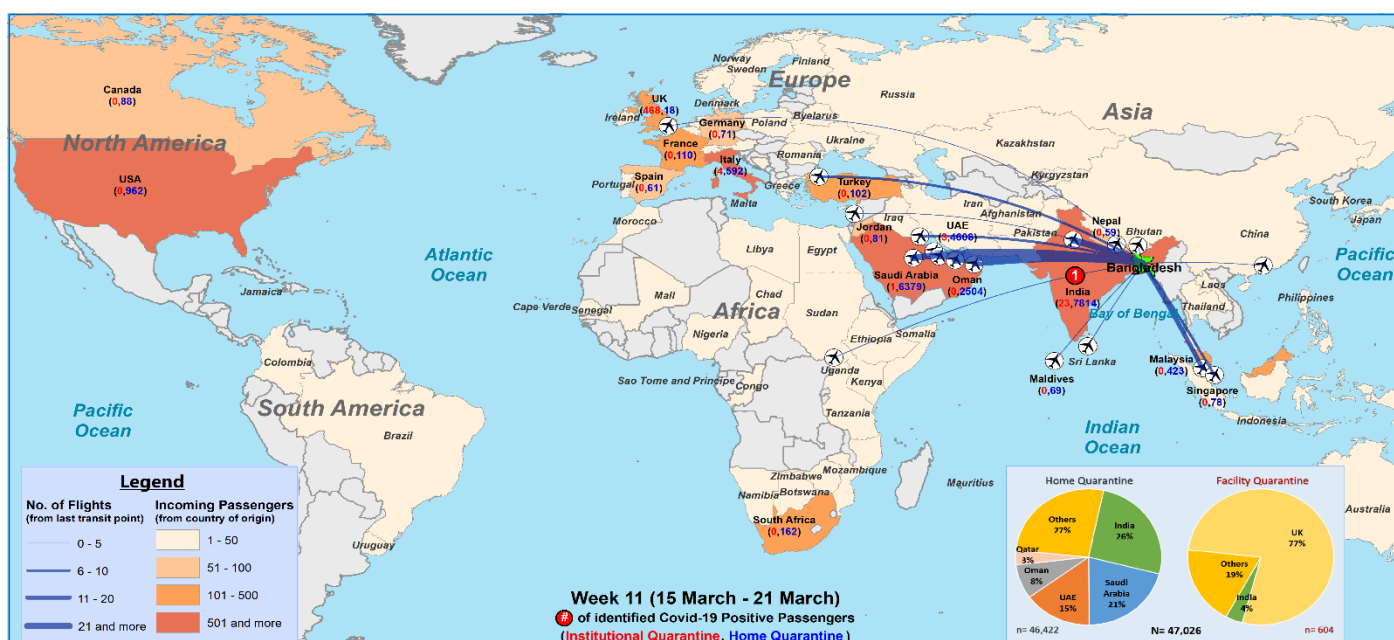 Canada
(0,88)
North America
USA
(0,962)
Atlantic
Ocean
Pacific
Ocean
Jamaica
Colombia
South America
Brazil
Uruguay
Cape Verde
Senegal
Mali
Morocco
Libya
Egypt
Chad
Sudan
Africa
Nigeria
Ethiopia
Somalia
Uganda
Kenya
Sao Tome and Principe
Congo
Tanzania
Mozambique
Zimbabwe
Namibia
Botswana
South Africa
(0,162)
Mauritius
Norway
Sweden
Finland
Europe
UK
(468,18)
Ireland
Denmark
Germany
(0,71)
Poland
Byelarus
Ukraine
France
(0,110)
Italy
(4,592)
Romania
Spain
(0,61)
Portugal
Malta
Greece
Turkey
(0,102)
Russia
Asia
Kazakhstan
Kyrgyzstan
Iran
Afghanistan
Iraq
Jordan
(0,81)
UAE
(3,4608)
Pakistan
Saudi Arabia
(1,6379)
Oman
(0,2504)
Nepal
(0,59)
Bhutan
Bangladesh
1
India
(23,7814)
Bay of Bengal
China
South Korea
Japan
Pacific
Ocean
Laos
Thailand
Philippines
Sri Lanka
Maldives
(0,69)
Malaysia
(0,423)
Singapore
(0,78)
Indonesia
Indian
Ocean
Australia
Legend
No. of Flights
(from last transit point)
0 - 5
6 - 10
11 - 20
21 and more
Incoming Passengers
(from country of origin)
1 - 50
51 - 100
101 - 500
501 and more
Week 11 (15 March - 21 March)
# of identified Covid-19 Positive Passengers
(Institutional Quarantine, Home Quarantine)
Home Quarantine
Others
27%
India
26%
Qatar
3%
Oman
8%
UAE
15%
Saudi
Arabia
21%
n= 46,422
N= 47,026
Facility Quarantine
UK
77%
Others
19%
India
4%
n= 604